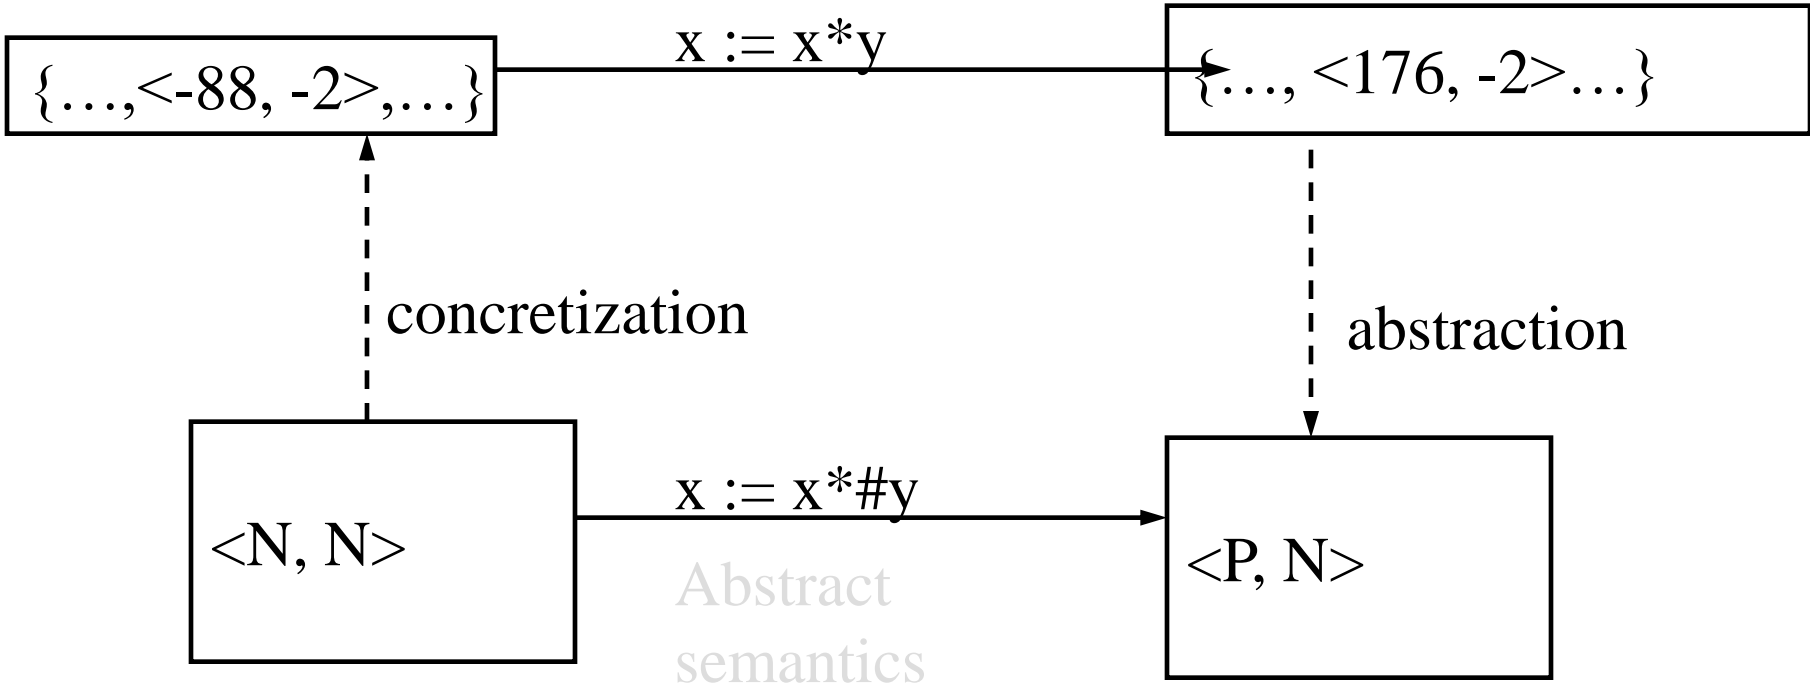 x := x*y
{…,<-88, -2>,…}
{…, <176, -2>…}
concretization
abstraction
x := x*#y
<N, N>
<P, N>
Abstract
semantics